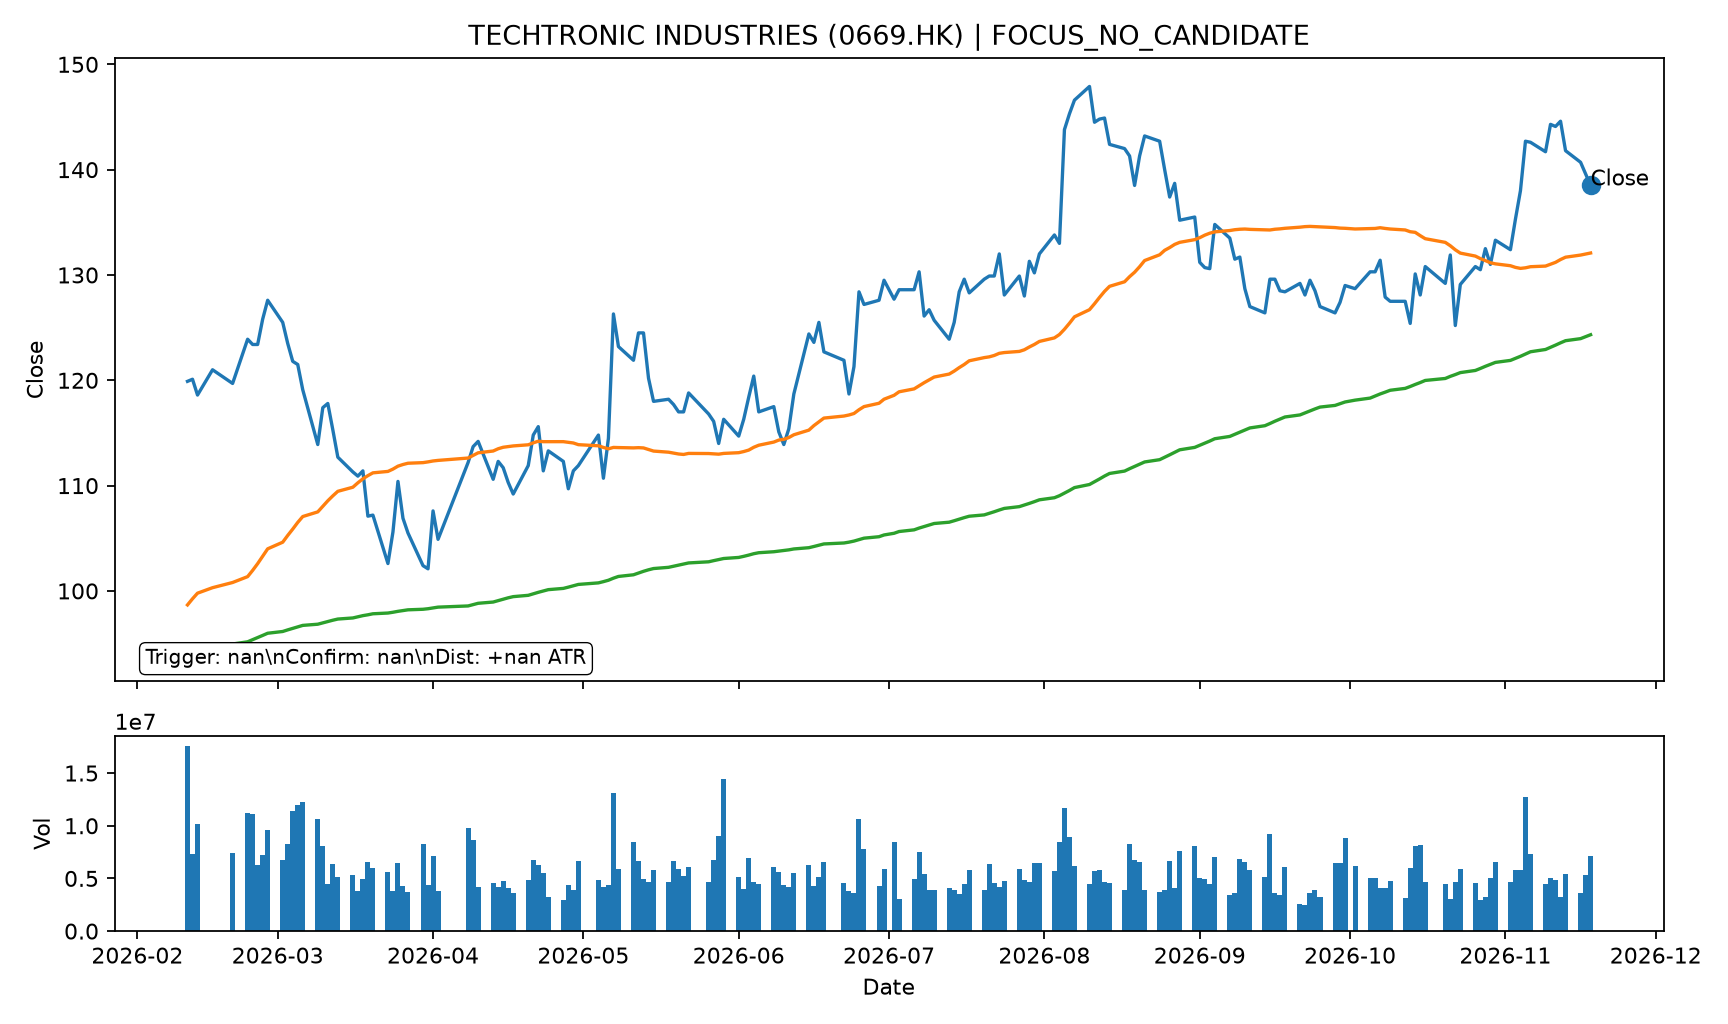 TECHTRONIC INDUSTRIES (0669.HK) | FOCUS_NO_CANDIDATE
150
140
130
120
110
100
Close
Close
Trigger: nan\nConfirm: nan\nDist: +nan ATR
1e7
1.5
1.0
0.5
0.0
Vol
2026-02 2026-03 2026-04 2026-05 2026-06 2026-07 2026-08 2026-09 2026-10 2026-11 2026-12
Date